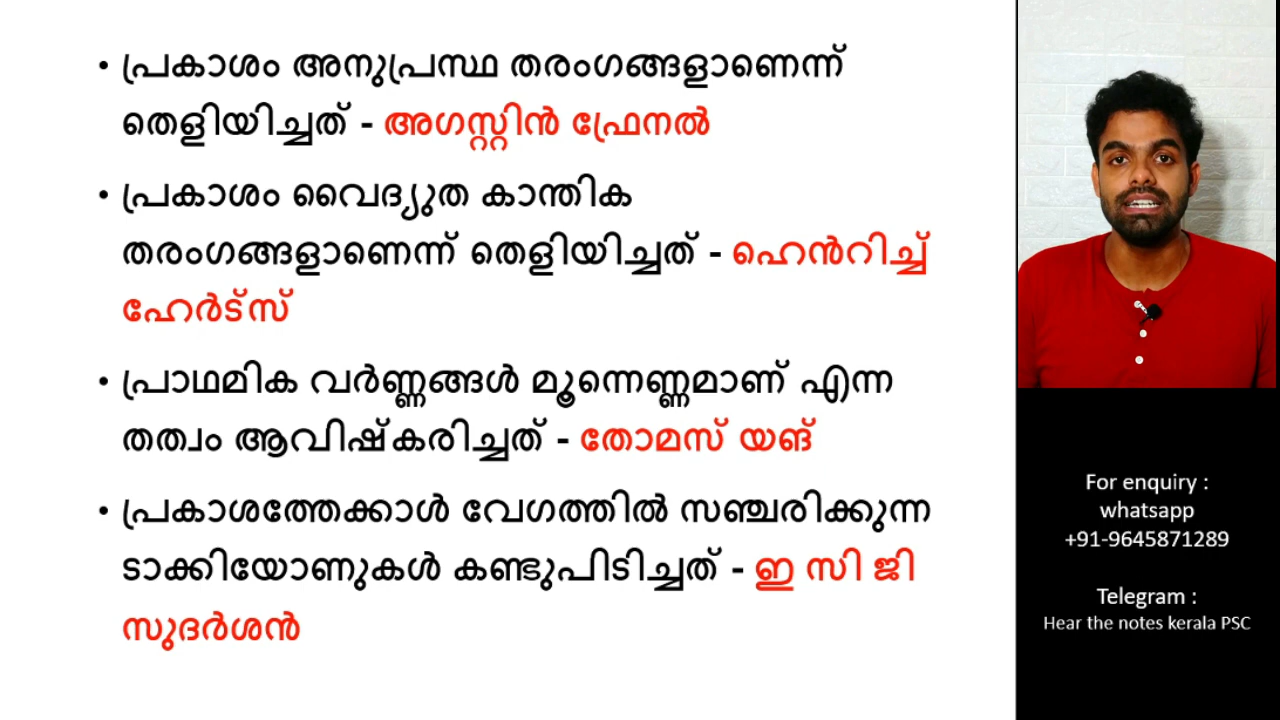 • പ്രകാശം അനുപ്രസ്ഥ തരംഗങ്ങളാണെന്ന്
തെളിയിച്ചത് - അഗസ്റ്റിൻ ഫ്രേനൽ
• പ്രകാശം വൈദ്യുത കാന്തിക
തരംഗങ്ങളാണെന്ന് തെളിയിച്ചത് - ഹെൻറിച്ച്
ഹേർട്സ്
• പ്രാഥമിക വർണ്ണങ്ങൾ മൂന്നെണ്ണമാണ് എന്ന
തത്വം ആവിഷ്കരിച്ചത് - തോമസ് യങ്
• പ്രകാശത്തേക്കാൾ വേഗത്തിൽ സഞ്ചരിക്കുന്ന
ടാക്കിയോണുകൾ കണ്ടുപിടിച്ചത് - ഇ സി ജി
സുദർശൻ
For enquiry :
whatsapp
+91-9645871289
Telegram :
Hear the notes kerala PSC